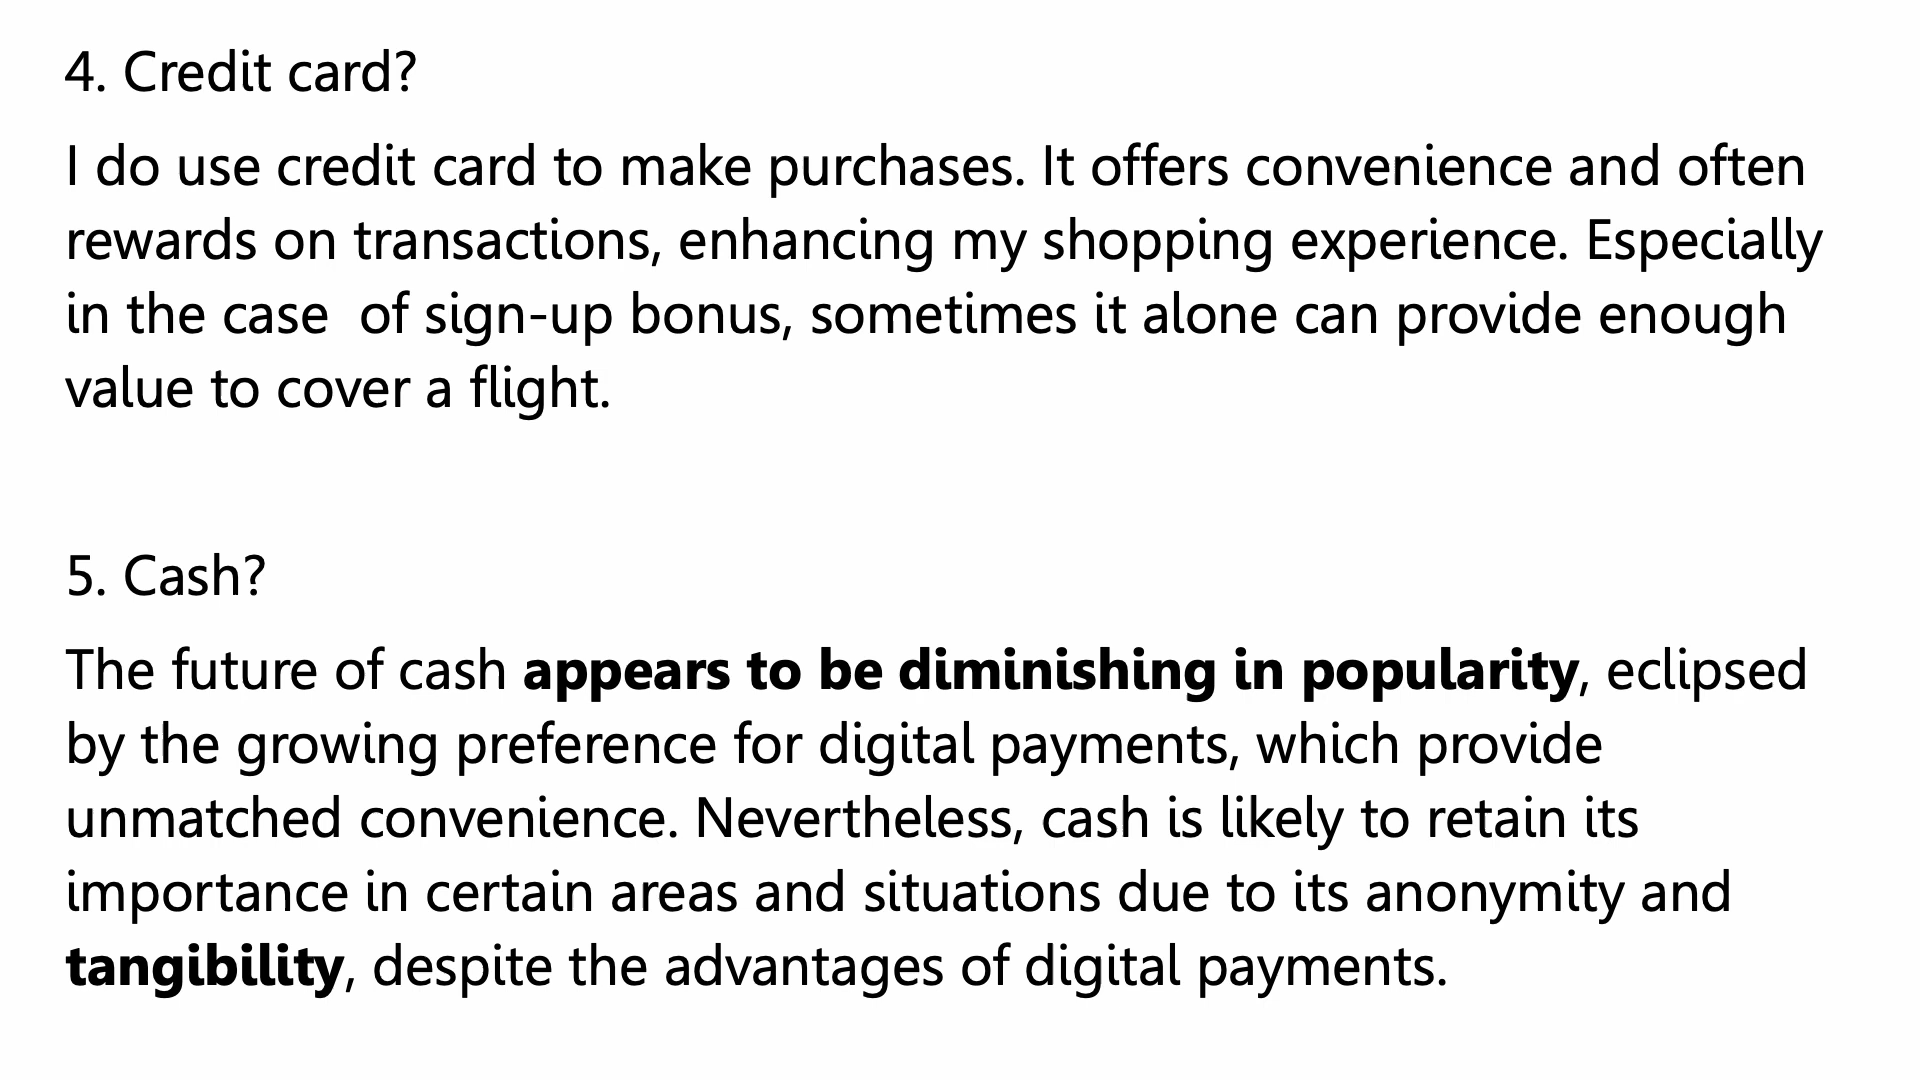 4. Credit card?
I do use credit card to make purchases. It offers convenience and often
rewards on transactions, enhancing my shopping experience. Especially
in the case  of sign-up bonus, sometimes it alone can provide enough
value to cover a flight.
5. Cash?
The future of cash appears to be diminishing in popularity, eclipsed
by the growing preference for digital payments, which provide
unmatched convenience. Nevertheless, cash is likely to retain its
importance in certain areas and situations due to its anonymity and
tangibility, despite the advantages of digital payments.